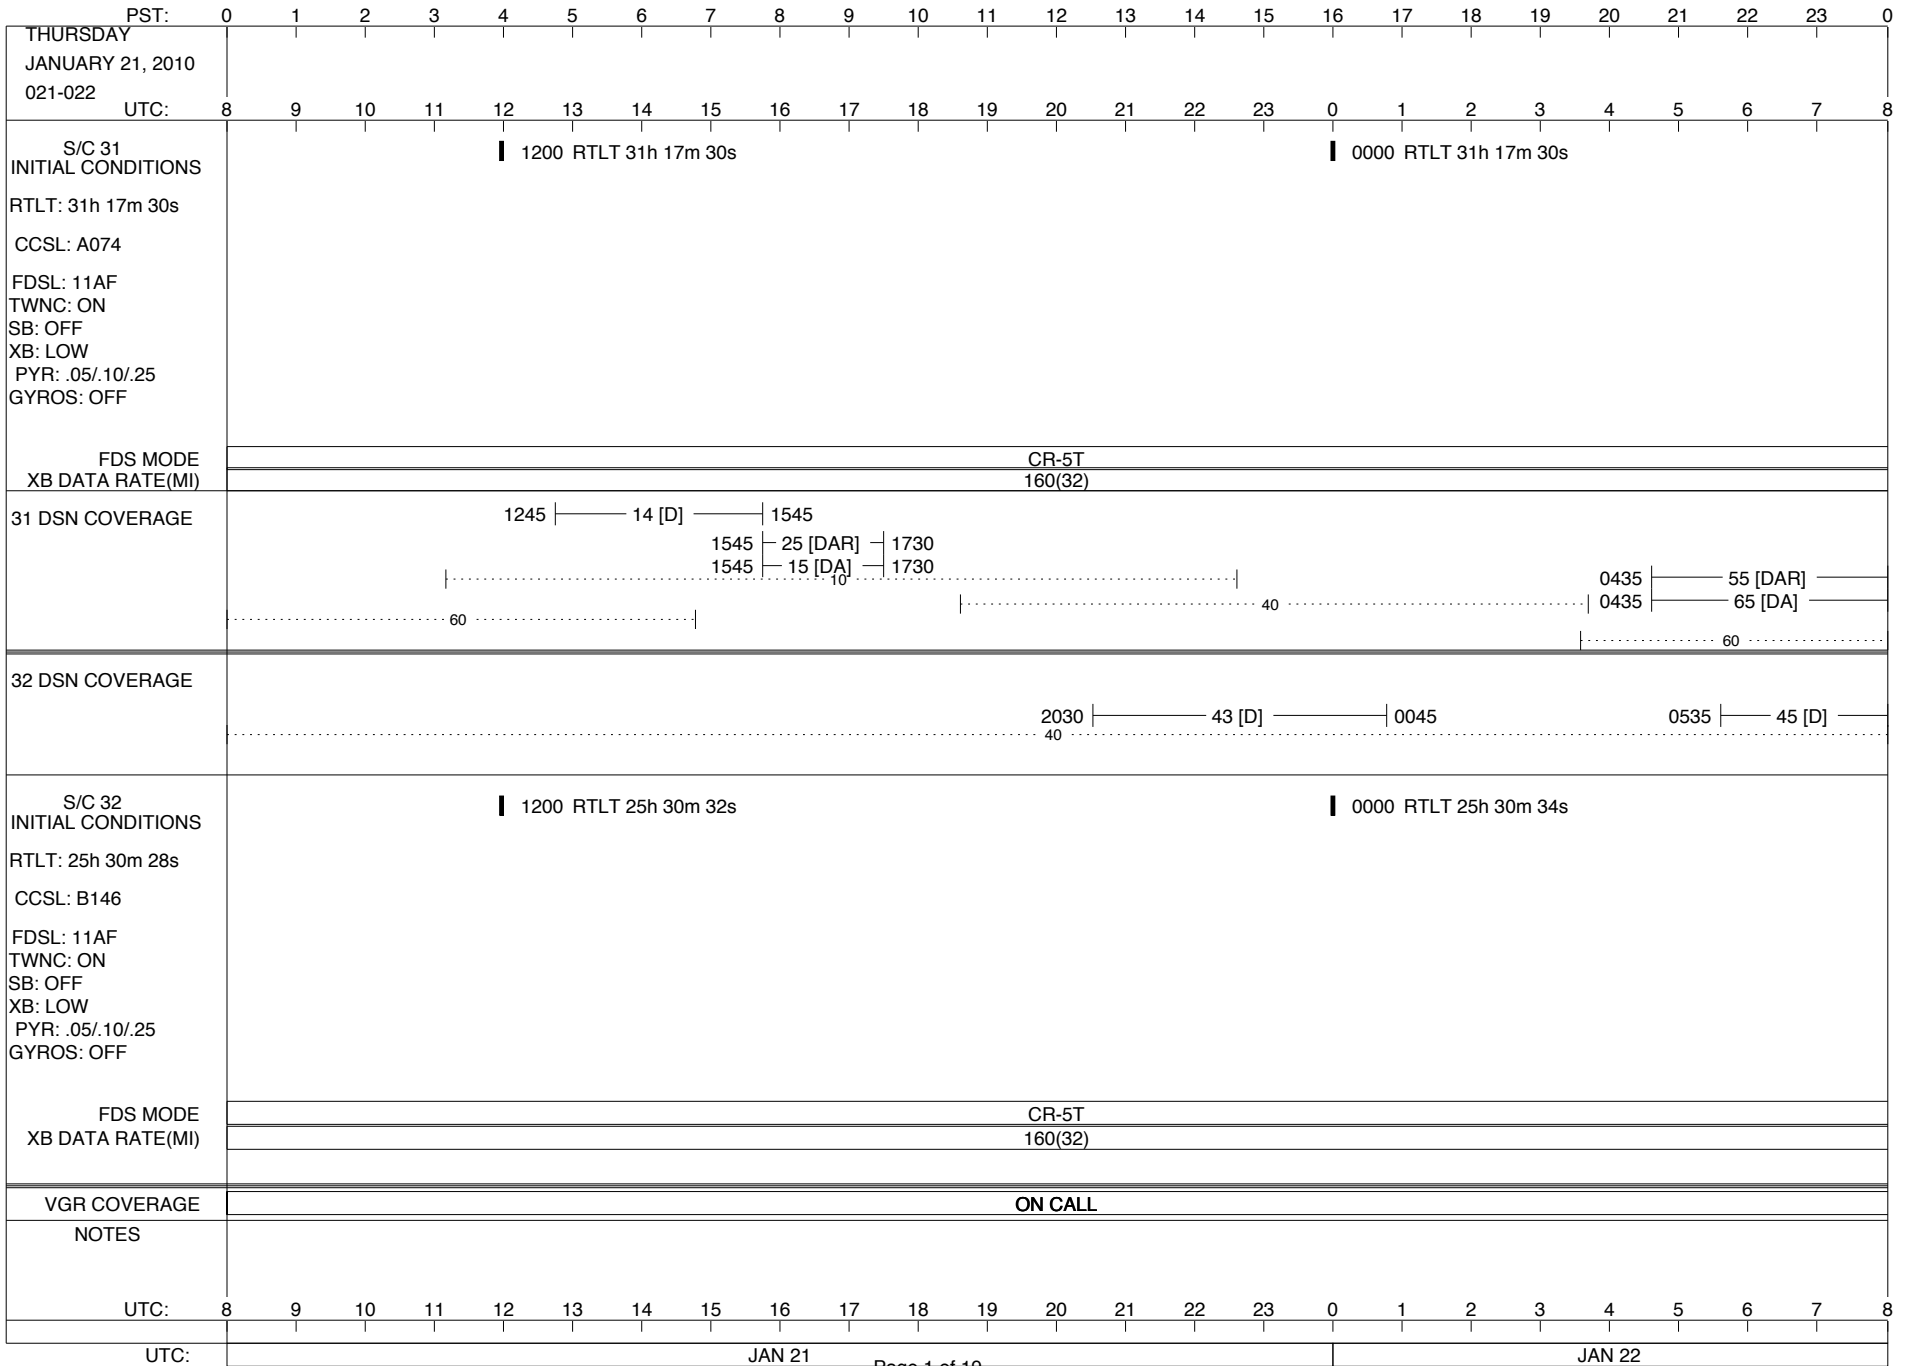 PST: 0 1 2 3 4 5 6 7 8 9 10 11 12 13 14 15 16 17 18 19 20 21 22 23 0
THURSDAY
JANUARY 21, 2010
021-022
UTC: 8 9 10 11 12 13 14 15 16 17 18 19 20 21 22 23 0 1 2 3 4 5 6 7 8
S/C 31
INITIAL CONDITIONS
1200 RTLT 31h 17m 30s
0000 RTLT 31h 17m 30s
RTLT: 31h 17m 30s
CCSL: A074
FDSL: 11AF
TWNC: ON
SB: OFF
XB: LOW
PYR: .05/.10/.25
GYROS: OFF
FDS MODE CR-5T
XB DATA RATE(MI) 160(32)
31 DSN COVERAGE
1245 14 [D] 1545
1545 25 [DAR] 1730
1545 15 [DA] 1730
10
0435 55 [DAR]
40
0435 65 [DA]
60
60
32 DSN COVERAGE
2030 43 [D] 0045
0535 45 [D]
40
S/C 32
INITIAL CONDITIONS
1200 RTLT 25h 30m 32s
0000 RTLT 25h 30m 34s
RTLT: 25h 30m 28s
CCSL: B146
FDSL: 11AF
TWNC: ON
SB: OFF
XB: LOW
PYR: .05/.10/.25
GYROS: OFF
FDS MODE CR-5T
XB DATA RATE(MI) 160(32)
VGR COVERAGE ON CALL
NOTES
UTC: 8 9 10 11 12 13 14 15 16 17 18 19 20 21 22 23 0 1 2 3 4 5 6 7 8
UTC: JAN 21 JAN 22
Page 1 of 19